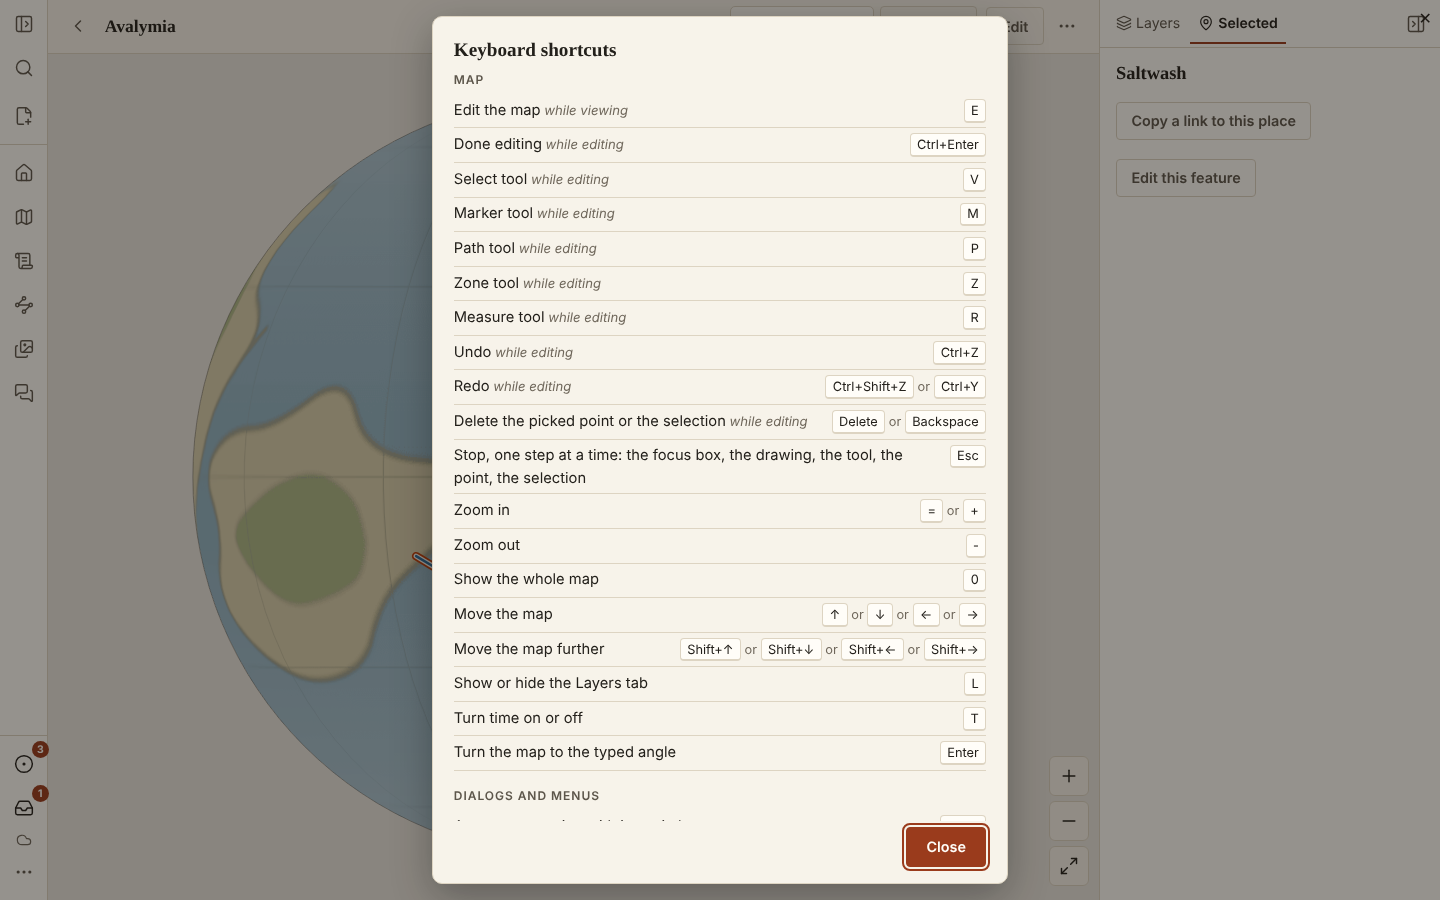 Avalymia
Edit
Layers
Selected
Saltwash
Copy a link to this place
Edit this feature
Keyboard shortcuts
MAP
Edit the map while viewing E
Done editing while editing Ctrl+Enter
Select tool while editing V
Marker tool while editing M
Path tool while editing P
Zone tool while editing Z
Measure tool while editing R
Undo while editing Ctrl+Z
Redo while editing Ctrl+Shift+Z or Ctrl+Y
Delete the picked point or the selection while editing Delete or Backspace
Stop, one step at a time: the focus box, the drawing, the tool, the Esc
point, the selection
Zoom in = or +
Zoom out -
Show the whole map 0
Move the map ↑ or ↓ or ← or →
Move the map further Shift+↑ or Shift+↓ or Shift+← or Shift+→
Show or hide the Layers tab L
Turn time on or off T
Turn the map to the typed angle Enter
DIALOGS AND MENUS
Close
3
1